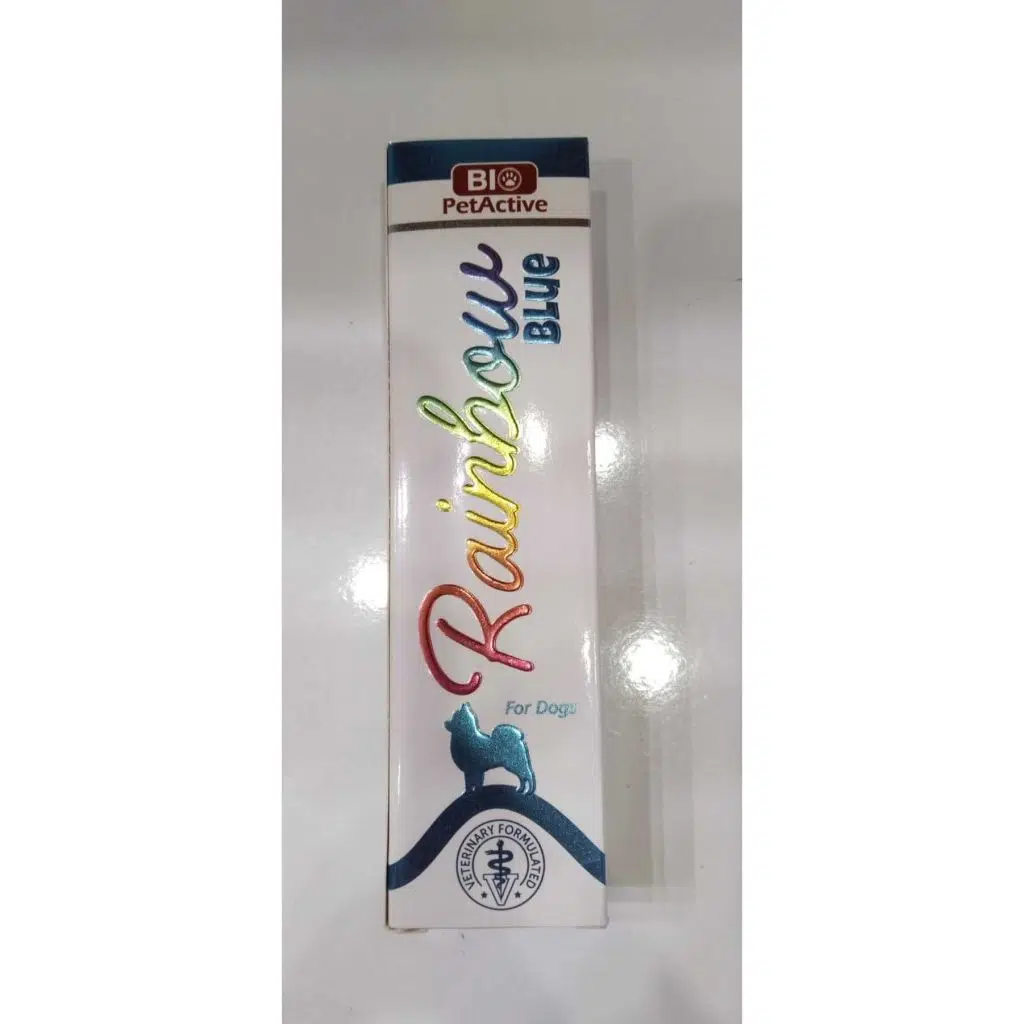 BIO
PetActive
Rainbow
BLUe
For Dogs
VETERINARY FORMULATED
V